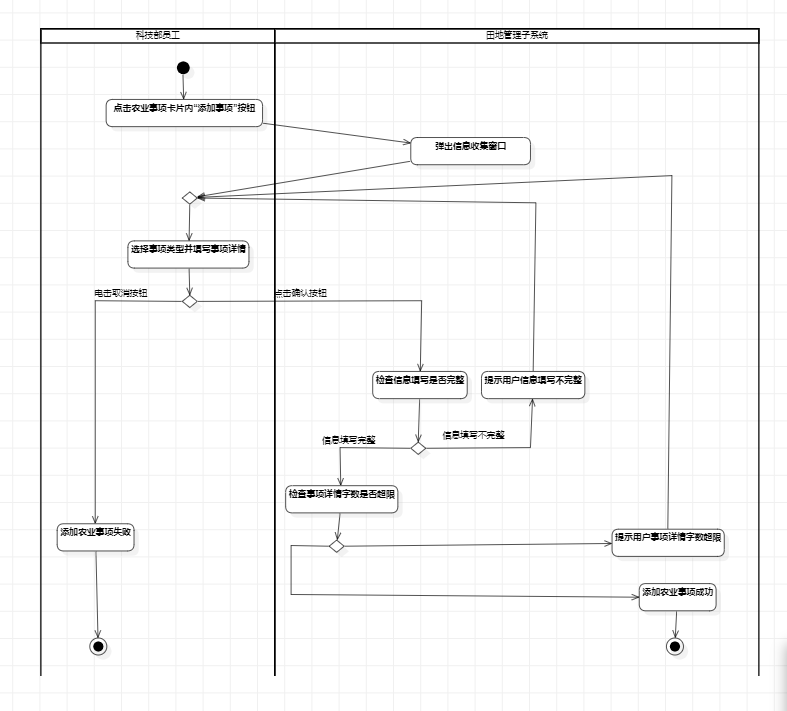 科技部员工
田地管理子系统
点击农业事项卡片内“添加事项”按钮
弹出信息收集窗口
选择事项类型并填写事项详情
电击取消按钮
点击确认按钮
检查信息填写是否完整
提示用户信息填写不完整
信息填写完整
信息填写不完整
检查事项详情字数是否超限
添加农业事项失败
提示用户事项详情字数超限
添加农业事项成功